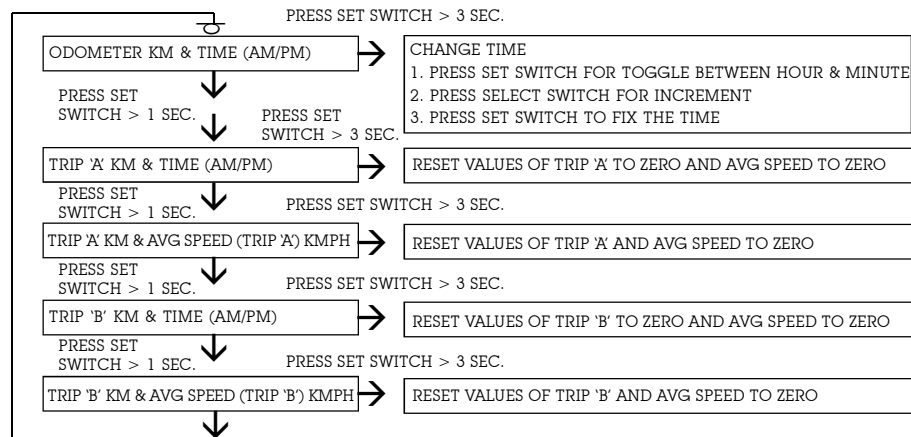 PRESS SET SWITCH > 3 SEC.
ODOMETER KM & TIME (AM/PM)
CHANGE TIME
1. PRESS SET SWITCH FOR TOGGLE BETWEEN HOUR & MINUTE
2. PRESS SELECT SWITCH FOR INCREMENT
3. PRESS SET SWITCH TO FIX THE TIME
PRESS SET
SWITCH > 1 SEC.
PRESS SET
SWITCH > 3 SEC.
TRIP 'A' KM & TIME (AM/PM)
RESET VALUES OF TRIP 'A' TO ZERO AND AVG SPEED TO ZERO
PRESS SET
SWITCH > 1 SEC.
PRESS SET SWITCH > 3 SEC.
TRIP 'A' KM & AVG SPEED (TRIP 'A') KMPH
RESET VALUES OF TRIP 'A' AND AVG SPEED TO ZERO
PRESS SET
SWITCH > 1 SEC.
PRESS SET SWITCH > 3 SEC.
TRIP 'B' KM & TIME (AM/PM)
RESET VALUES OF TRIP 'B' TO ZERO AND AVG SPEED TO ZERO
PRESS SET
SWITCH > 1 SEC.
PRESS SET SWITCH > 3 SEC.
TRIP 'B' KM & AVG SPEED (TRIP 'B') KMPH
RESET VALUES OF TRIP 'B' AND AVG SPEED TO ZERO